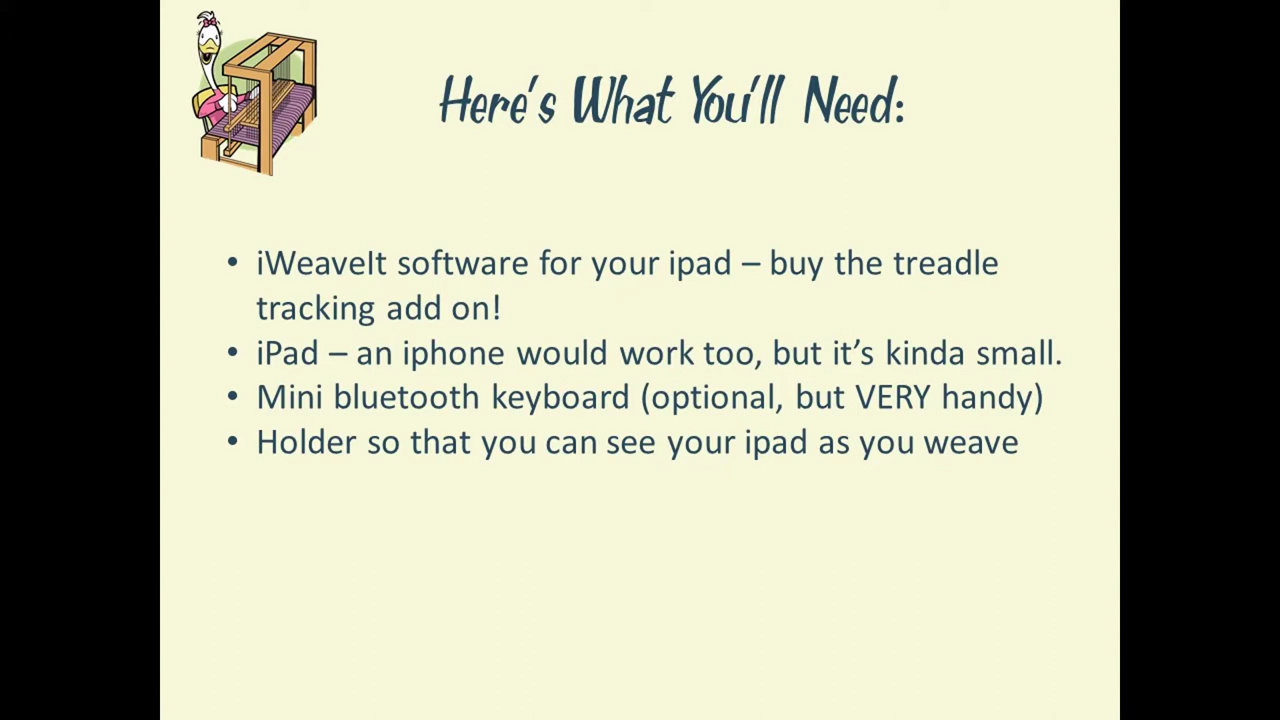 Here's What You'll Need:
• iWeaveIt software for your ipad – buy the treadle
tracking add on!
• iPad – an iphone would work too, but it’s kinda small.
• Mini bluetooth keyboard (optional, but VERY handy)
• Holder so that you can see your ipad as you weave